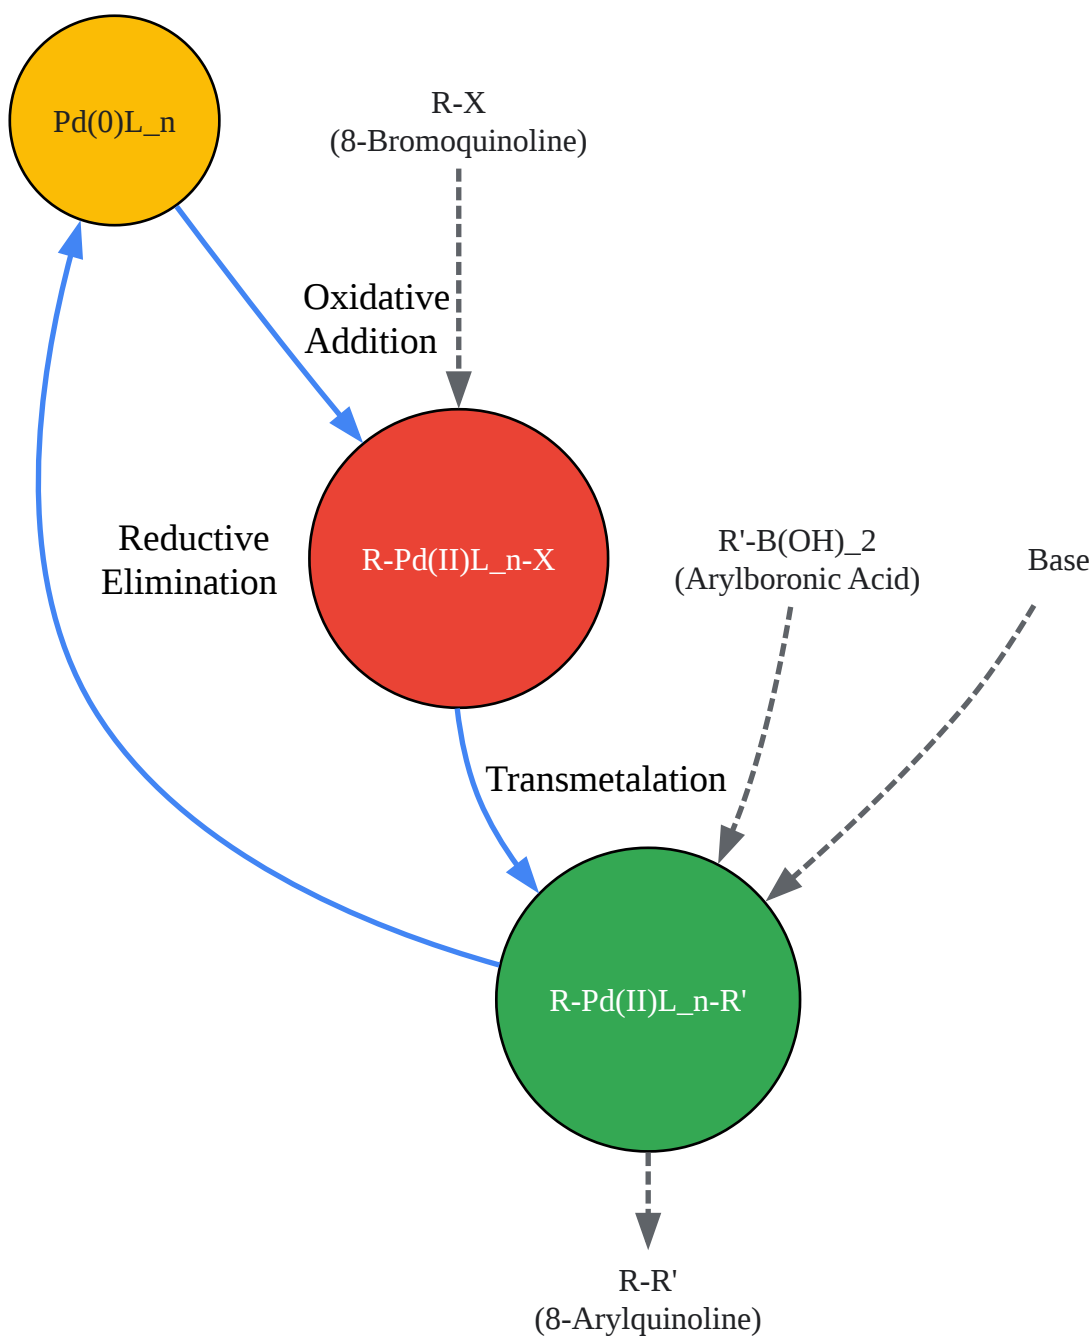 Pd(0)L_n
R-X
(8-Bromoquinoline)
Oxidative
Addition
Reductive
Elimination
R-Pd(II)L_n-X
R'-B(OH)_2
(Arylboronic Acid)
Base
Transmetalation
R-Pd(II)L_n-R'
R-R'
(8-Arylquinoline)